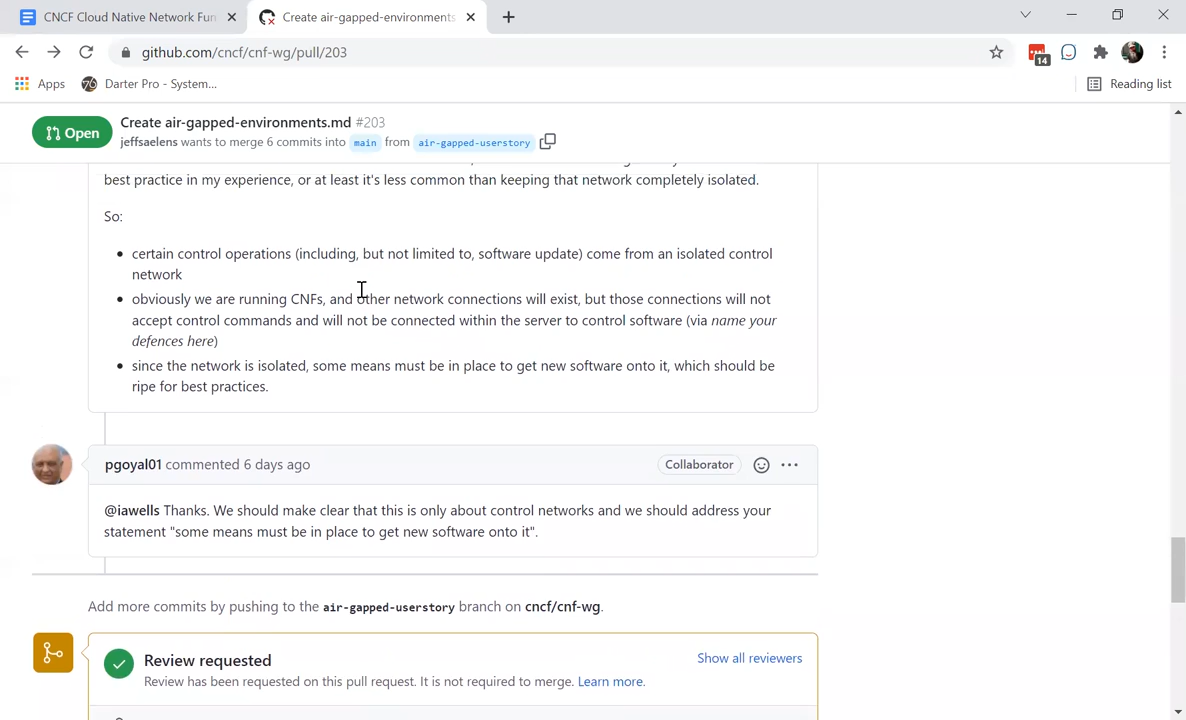 CNCF Cloud Native Network Fun
Create air-gapped-environments
github.com/cncf/cnf-wg/pull/203
14
Apps
Darter Pro - System...
Reading list
Open
Create air-gapped-environments.md #203
jeffsaelens wants to merge 6 commits into main from air-gapped-userstory
best practice in my experience, or at least it's less common than keeping that network completely isolated.
So:
certain control operations (including, but not limited to, software update) come from an isolated control
network
obviously we are running CNFs, and other network connections will exist, but those connections will not
accept control commands and will not be connected within the server to control software (via name your
defences here)
since the network is isolated, some means must be in place to get new software onto it, which should be
ripe for best practices.
pgoyal01 commented 6 days ago
Collaborator
@iawells Thanks. We should make clear that this is only about control networks and we should address your
statement "some means must be in place to get new software onto it".
Add more commits by pushing to the air-gapped-userstory branch on cncf/cnf-wg.
Review requested
Show all reviewers
Review has been requested on this pull request. It is not required to merge. Learn more.